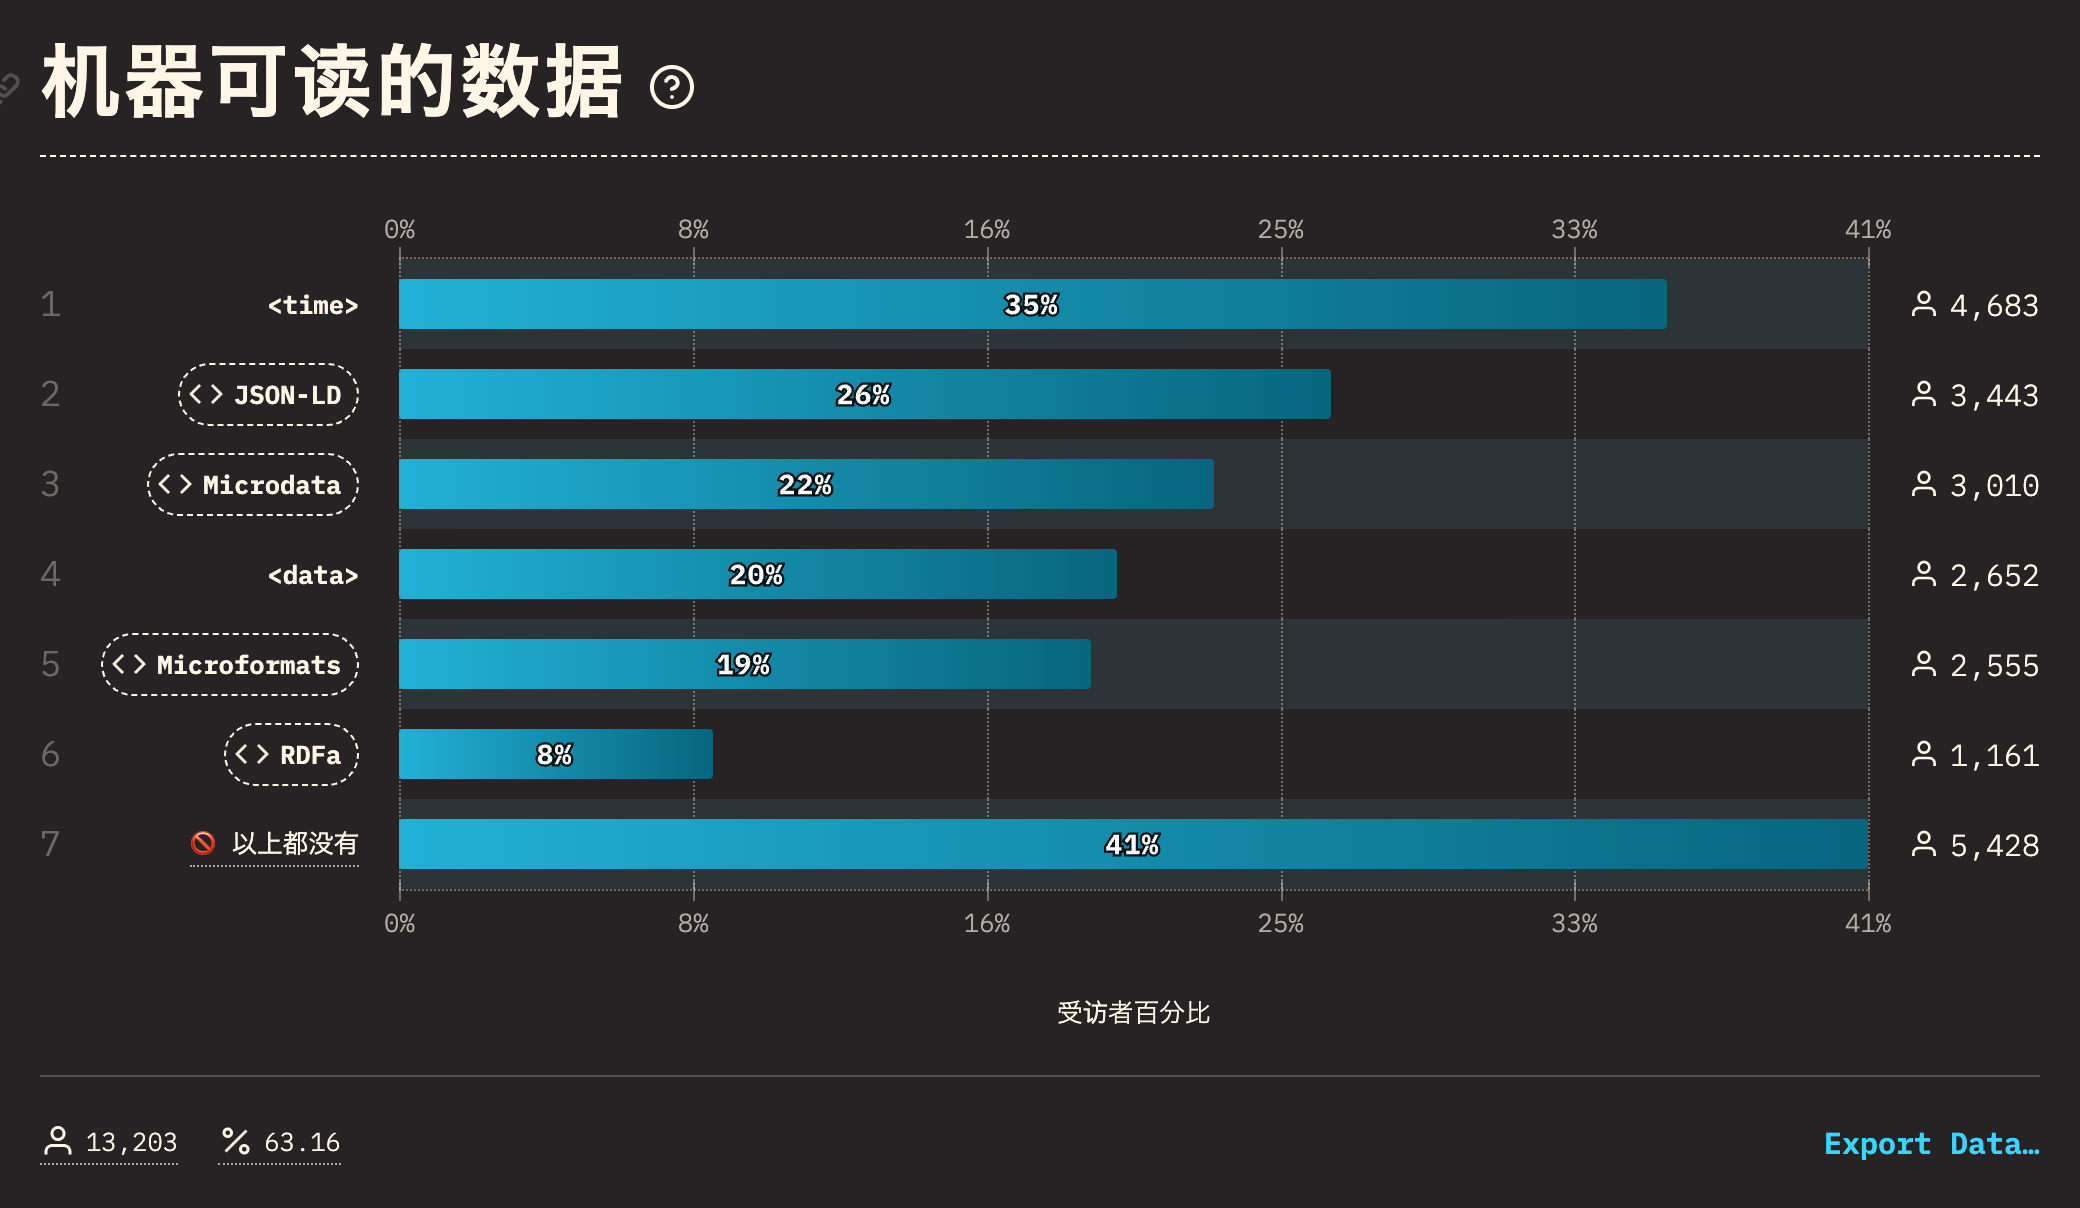 机器可读的数据
0% 8% 16% 25% 33% 41%
1 <time> 35% 4,683
2 <> JSON-LD 26% 3,443
3 <> Microdata 22% 3,010
4 <data> 20% 2,652
5 <> Microformats 19% 2,555
6 <> RDFa 8% 1,161
7 以上都没有 41% 5,428
0% 8% 16% 25% 33% 41%
受访者百分比
13,203 % 63.16 Export Data…